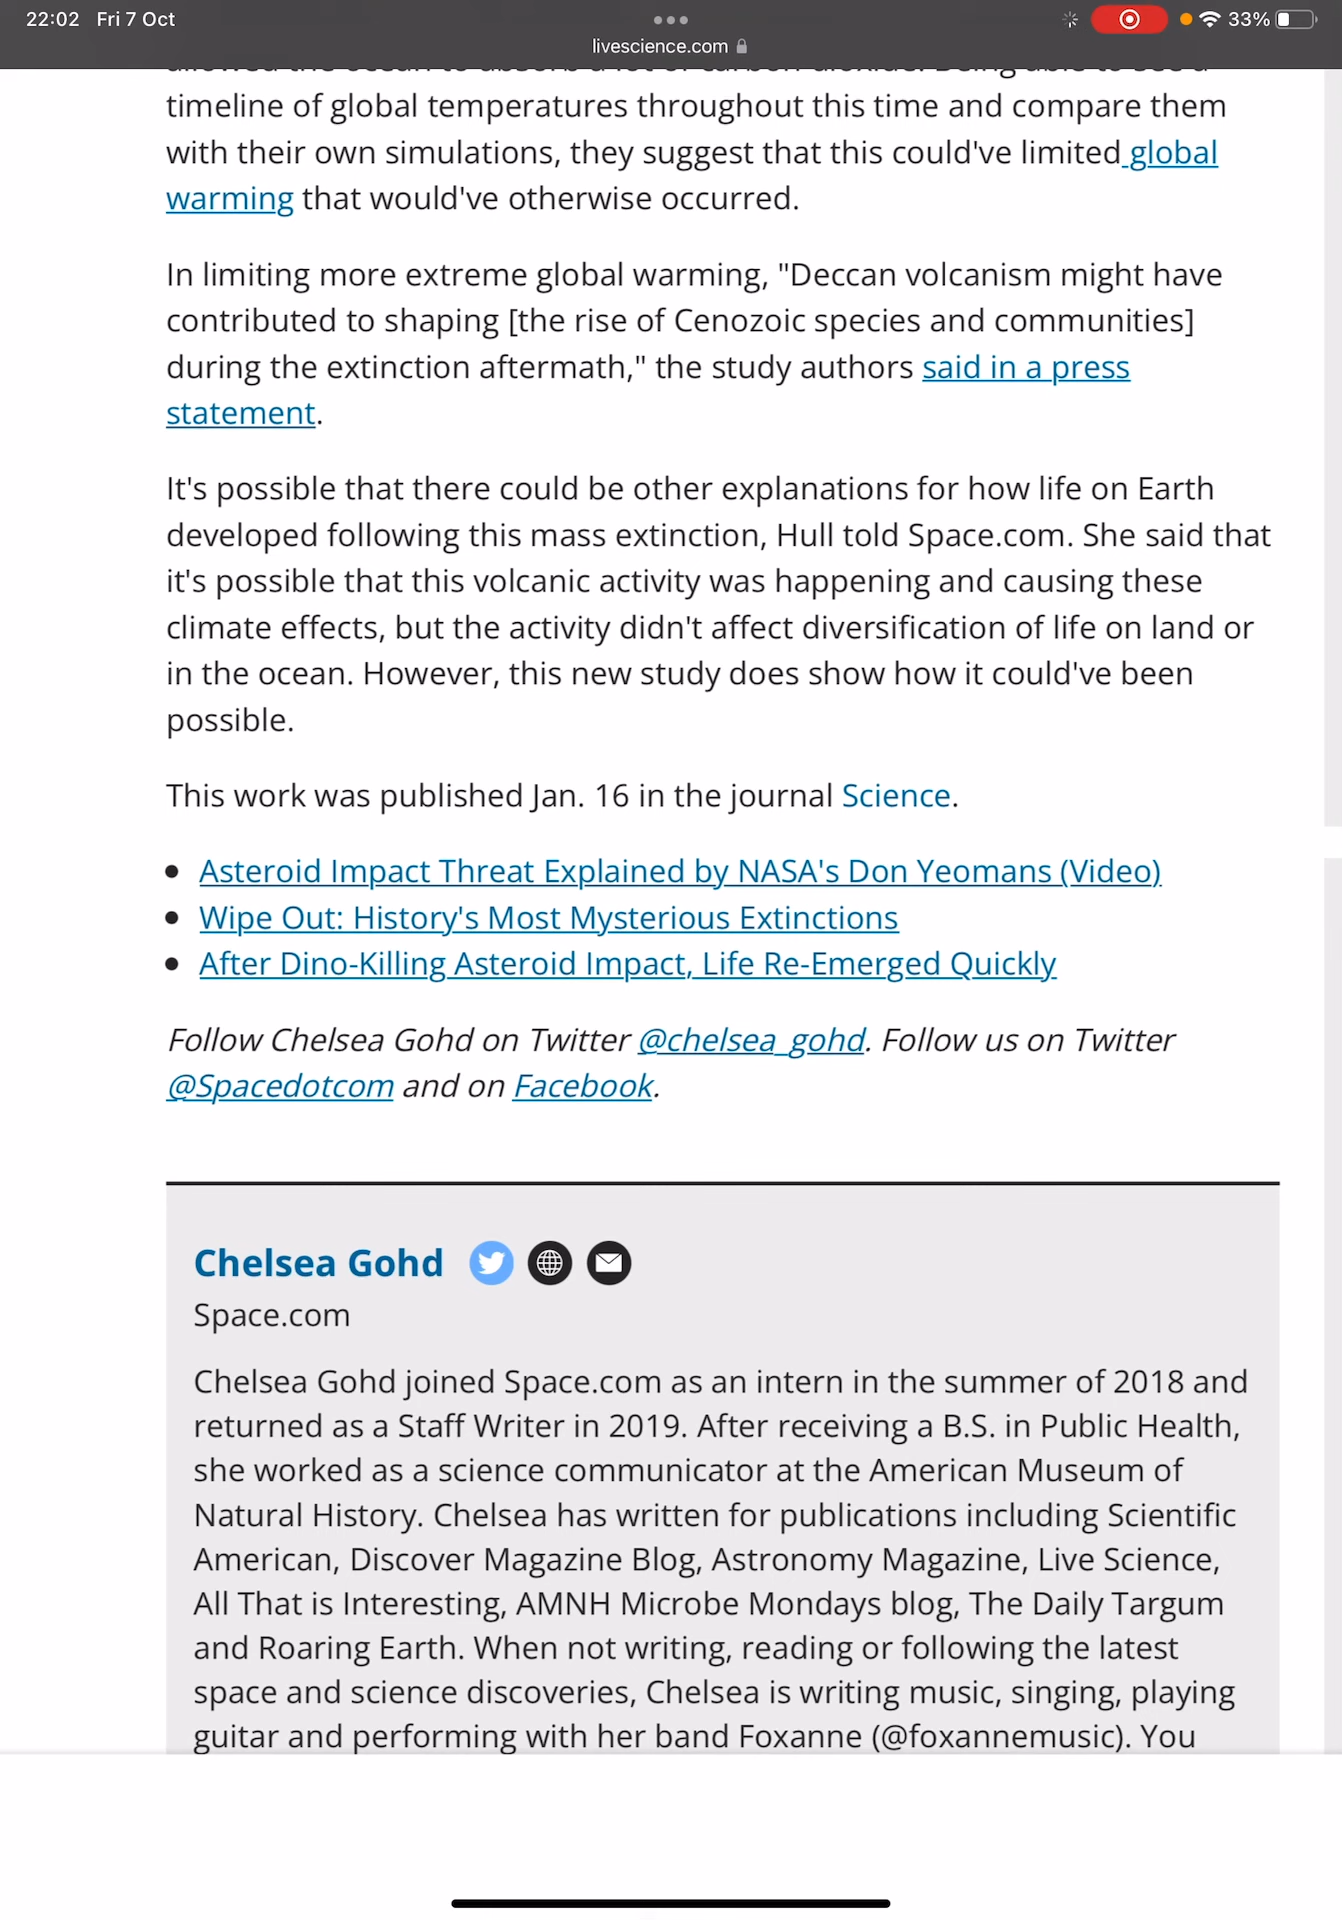 22:02 Fri 7 Oct
33%
livescience.com
timeline of global temperatures throughout this time and compare them
with their own simulations, they suggest that this could've limited global
warming that would've otherwise occurred.
In limiting more extreme global warming, "Deccan volcanism might have
contributed to shaping [the rise of Cenozoic species and communities]
during the extinction aftermath," the study authors said in a press
statement.
It's possible that there could be other explanations for how life on Earth
developed following this mass extinction, Hull told Space.com. She said that
it's possible that this volcanic activity was happening and causing these
climate effects, but the activity didn't affect diversification of life on land or
in the ocean. However, this new study does show how it could've been
possible.
This work was published Jan. 16 in the journal Science.
• Asteroid Impact Threat Explained by NASA's Don Yeomans (Video)
• Wipe Out: History's Most Mysterious Extinctions
• After Dino-Killing Asteroid Impact, Life Re-Emerged Quickly
Follow Chelsea Gohd on Twitter @chelsea_gohd. Follow us on Twitter
@Spacedotcom and on Facebook.
Chelsea Gohd
Space.com
Chelsea Gohd joined Space.com as an intern in the summer of 2018 and
returned as a Staff Writer in 2019. After receiving a B.S. in Public Health,
she worked as a science communicator at the American Museum of
Natural History. Chelsea has written for publications including Scientific
American, Discover Magazine Blog, Astronomy Magazine, Live Science,
All That is Interesting, AMNH Microbe Mondays blog, The Daily Targum
and Roaring Earth. When not writing, reading or following the latest
space and science discoveries, Chelsea is writing music, singing, playing
guitar and performing with her band Foxanne (@foxannemusic). You